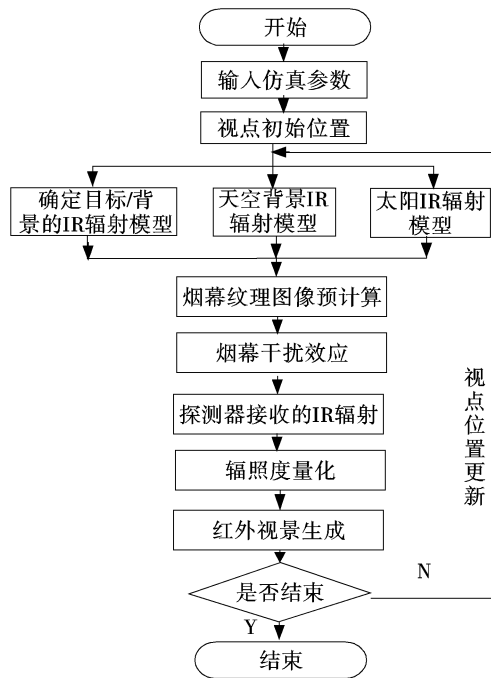 开始
输入仿真参数
视点初始位置
确定目标/背
景的IR辐射模型
天空背景IR
辐射模型
太阳IR辐射
模型
烟幕纹理图像预计算
烟幕干扰效应
探测器接收的IR辐射
辐照度量化
红外视景生成
是否结束
N
Y
结束
视点位置更新